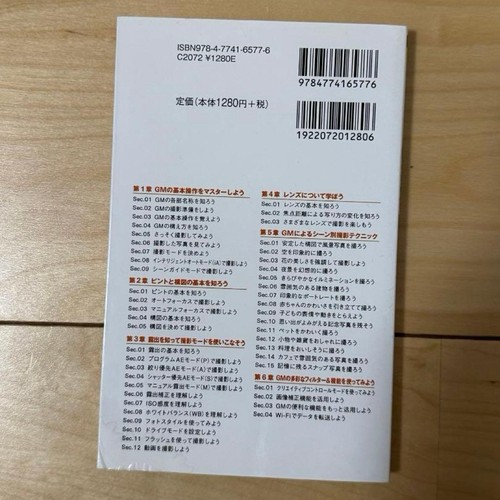 ISBN978-4-7741-6577-6
C2072 ¥1280E
9784774165776
定価(本体1280円+税)
1922072012806
第1章 GMの基本操作をマスターしよう
Sec.01 GMの各部名称を知ろう
Sec.02 GMの撮影準備をしよう
Sec.03 GMの基本操作を覚えよう
Sec.04 GMの構え方を知ろう
Sec.05 さっそく撮影してみよう
Sec.06 撮影した写真を見てみよう
Sec.07 撮影モードを決めよう
Sec.08 インテリジェントオートモード(iA)で撮影しよう
Sec.09 シーンガイドモードで撮影しよう
第2章 ピントと構図の基本を知ろう
Sec.01 ピントの基本を知ろう
Sec.02 オートフォーカスで撮影しよう
Sec.03 マニュアルフォーカスで撮影しよう
Sec.04 構図の基本を知ろう
Sec.05 構図を決めて撮影しよう
第3章 露出を知って撮影モードを使いこなそう
Sec.01 露出の基本を知ろう
Sec.02 プログラムAEモード(P)で撮影しよう
Sec.03 絞り優先AEモード(A)で撮影しよう
Sec.04 シャッター優先AEモード(S)で撮影しよう
Sec.05 マニュアル露出モード(M)で撮影しよう
Sec.06 露出補正を理解しよう
Sec.07 ISO感度を理解しよう
Sec.08 ホワイトバランス(WB)を理解しよう
Sec.09 フォトスタイルを使ってみよう
Sec.10 ドライブモードを設定しよう
Sec.11 フラッシュを使って撮影しよう
Sec.12 動画を撮影しよう
第4章 レンズについて学ぼう
Sec.01 レンズの基本を知ろう
Sec.02 焦点距離による写り方の変化を知ろう
Sec.03 さまざまなレンズで撮影を楽しもう
第5章 GMによるシーン別撮影テクニック
Sec.01 安定した構図で風景写真を撮ろう
Sec.02 空を印象的に撮ろう
Sec.03 花の美しさを強調して撮ろう
Sec.04 夜景を幻想的に撮ろう
Sec.05 きらびやかなイルミネーションを撮ろう
Sec.06 雰囲気のある建物を撮ろう
Sec.07 印象的なポートレートを撮ろう
Sec.08 赤ちゃんのかわいさを引き立てて撮ろう
Sec.09 子どもの表情や動きをとらえよう
Sec.10 思い出がよみがえる記念写真を残そう
Sec.11 ペットをかわいく撮ろう
Sec.12 小物や雑貨をおしゃれに撮ろう
Sec.13 料理をおいしそうに撮ろう
Sec.14 カフェで雰囲気のある写真を撮ろう
Sec.15 記憶に残るスナップ写真を撮ろう
第6章 GMの多彩なフィルター&機能を使ってみよう
Sec.01 クリエイティブコントロールモードを使おう
Sec.02 画像補正機能を活用しよう
Sec.03 GMの便利な機能をもっと活用しよう
Sec.04 Wi-Fiでデータを転送しよう